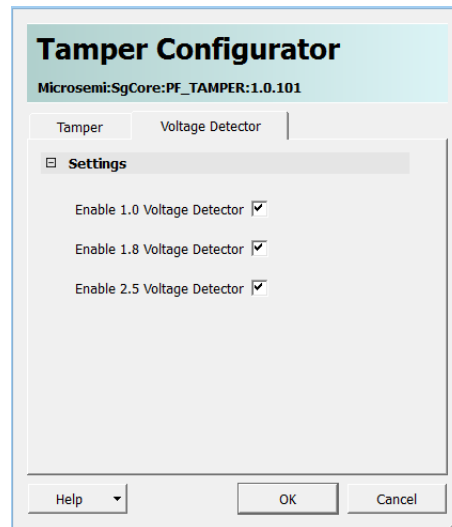 Tamper Configurator
Microsemi:SgCore:PF_TAMPER:1.0.101
Tamper Voltage Detector
Settings
Enable 1.0 Voltage Detector
Enable 1.8 Voltage Detector
Enable 2.5 Voltage Detector
Help OK Cancel